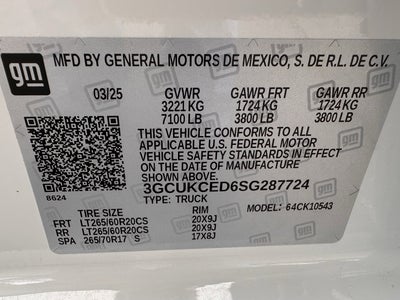 gm
MFD BY GENERAL MOTORS DE MEXICO, S. DE R.L. DE C.V.
03/25 GVWR GAWR FRT GAWR RR
3221 KG 1724 KG 1724 KG
7100 LB 3800 LB 3800 LB
THIS VEHICLE CONFORMS TO ALL
APPLICABLE U.S. FEDERAL MOTOR
VEHICLE SAFETY STANDARDS IN EFFECT
ON THE DATE OF MANUFACTURE
SHOWN ABOVE
3GCUKCED6SG287724
8624 TYPE: TRUCK MODEL: 64CK10543
TIRE SIZE RIM
FRT LT265/60R20CS 20X9J
RR LT265/60R20CS 20X9J
SPA 265/70R17 S 17X8J